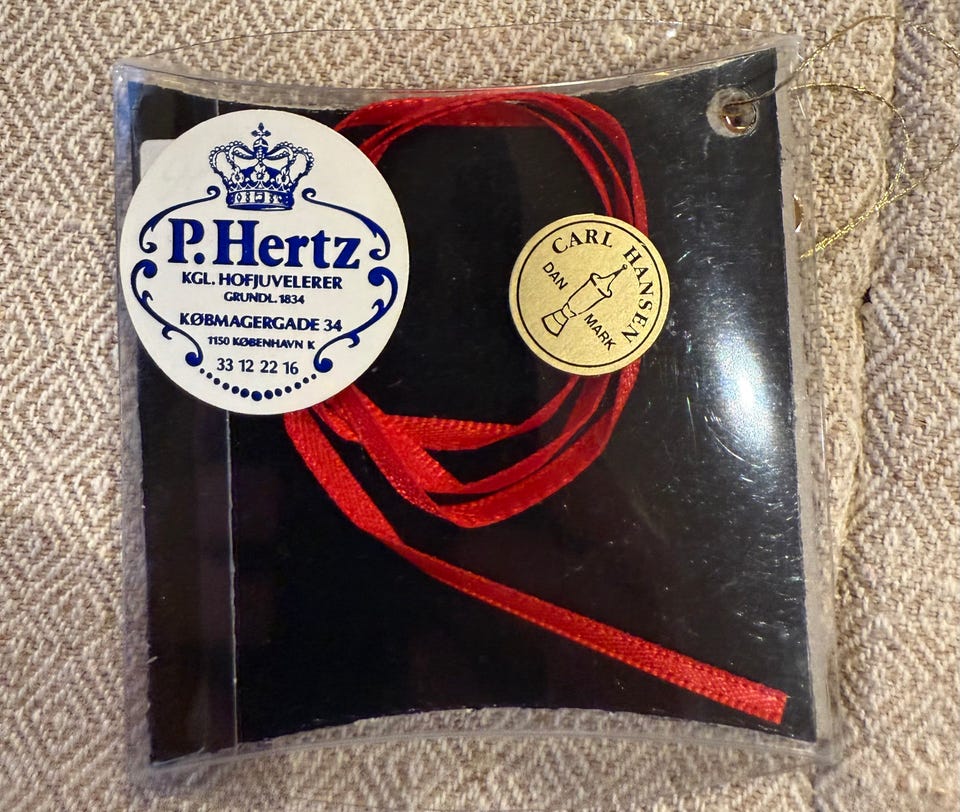 P. Hertz
KGL. HOFJUVELERER
GRUNDL. 1834
KØBMAGERGADE 34
1150 KØBENHAVN K
33 12 22 16
CARL HANSEN
DAN
MARK